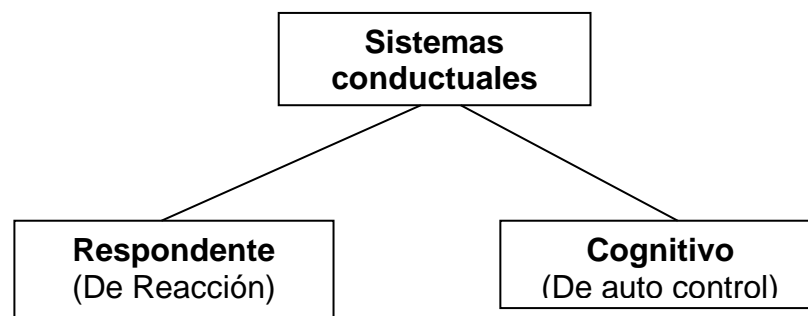 Sistemas
conductuales
Respondente
(De Reacción)
Cognitivo
(De auto control)